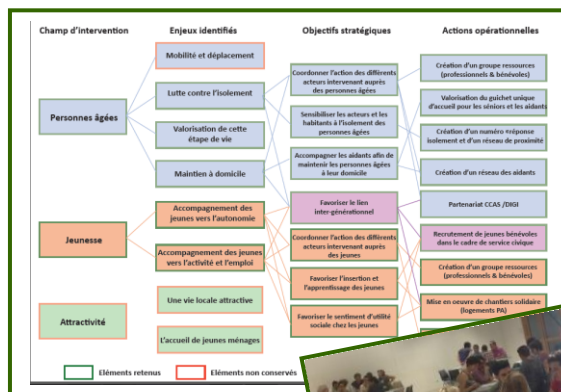 Champ d'intervention
Enjeux identifiés
Objectifs stratégiques
Actions opérationnelles
Personnes âgées
Jeunesse
Attractivité
Mobilité et déplacement
Lutte contre l'isolement
Valorisation de cette
étape de vie
Maintien à domicile
Accompagnement des
jeunes vers l'autonomie
Accompagnement des jeunes
vers l'activité et l'emploi
Une vie locale attractive
L'accueil de jeunes ménages
Coordonner l'action des différents
acteurs intervenant auprès
des personnes âgées
Sensibiliser les acteurs et les
habitants à l'isolement des
personnes âgées
Accompagner les aidants afin de
maintenir les personnes âgées
à leur domicile
Favoriser le lien
inter-générationnel
Coordonner l'action des différents
acteurs intervenant auprès
des jeunes
Favoriser l'insertion et
l'apprentissage des jeunes
Favoriser le sentiment d'utilité
sociale chez les jeunes
Création d'un groupe ressources
(professionnels & bénévoles)
Valorisation du guichet unique
d'accueil pour les séniors et les aidants
Création d'un numéro réponse
isolement et d'un réseau de proximité
Création d'un réseau des aidants
Partenariat CCAS /DIGI
Recrutement de jeunes bénévoles
dans le cadre de service civique
Création d'un groupe ressources
(professionnels & bénévoles)
Mise en oeuvre de chantiers solidaire
(logements PA)
Eléments retenus
Eléments non conservés